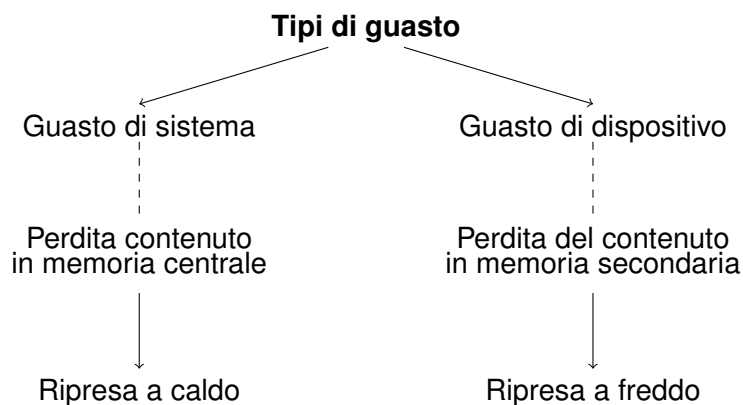 Tipi di guasto
Guasto di sistema
Guasto di dispositivo
Perdita contenuto
in memoria centrale
Perdita del contenuto
in memoria secondaria
Ripresa a caldo
Ripresa a freddo